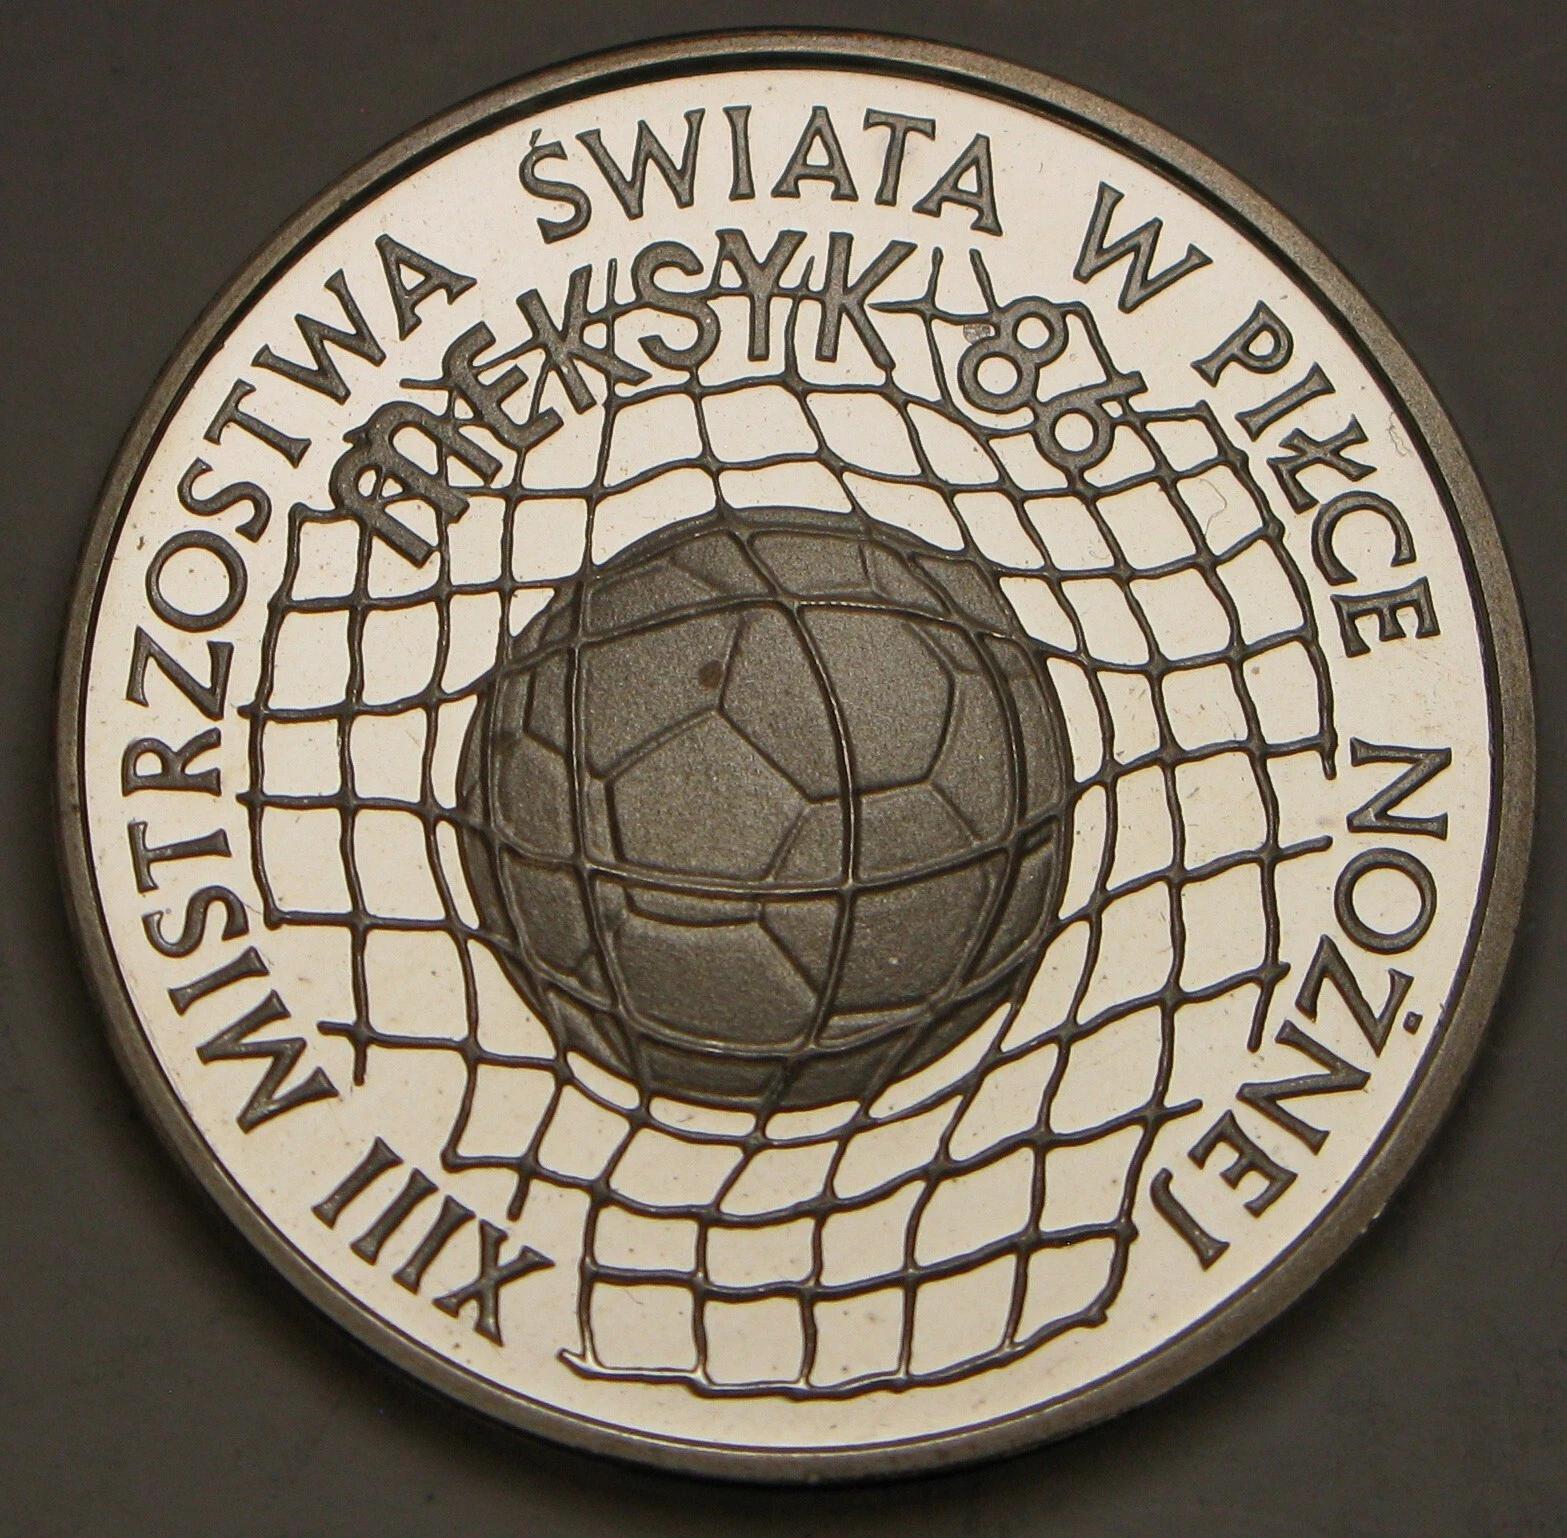 XIII MISTRZOSTWA ŚWIATA W PIŁCE NOŻNEJ
MEKSYK '86